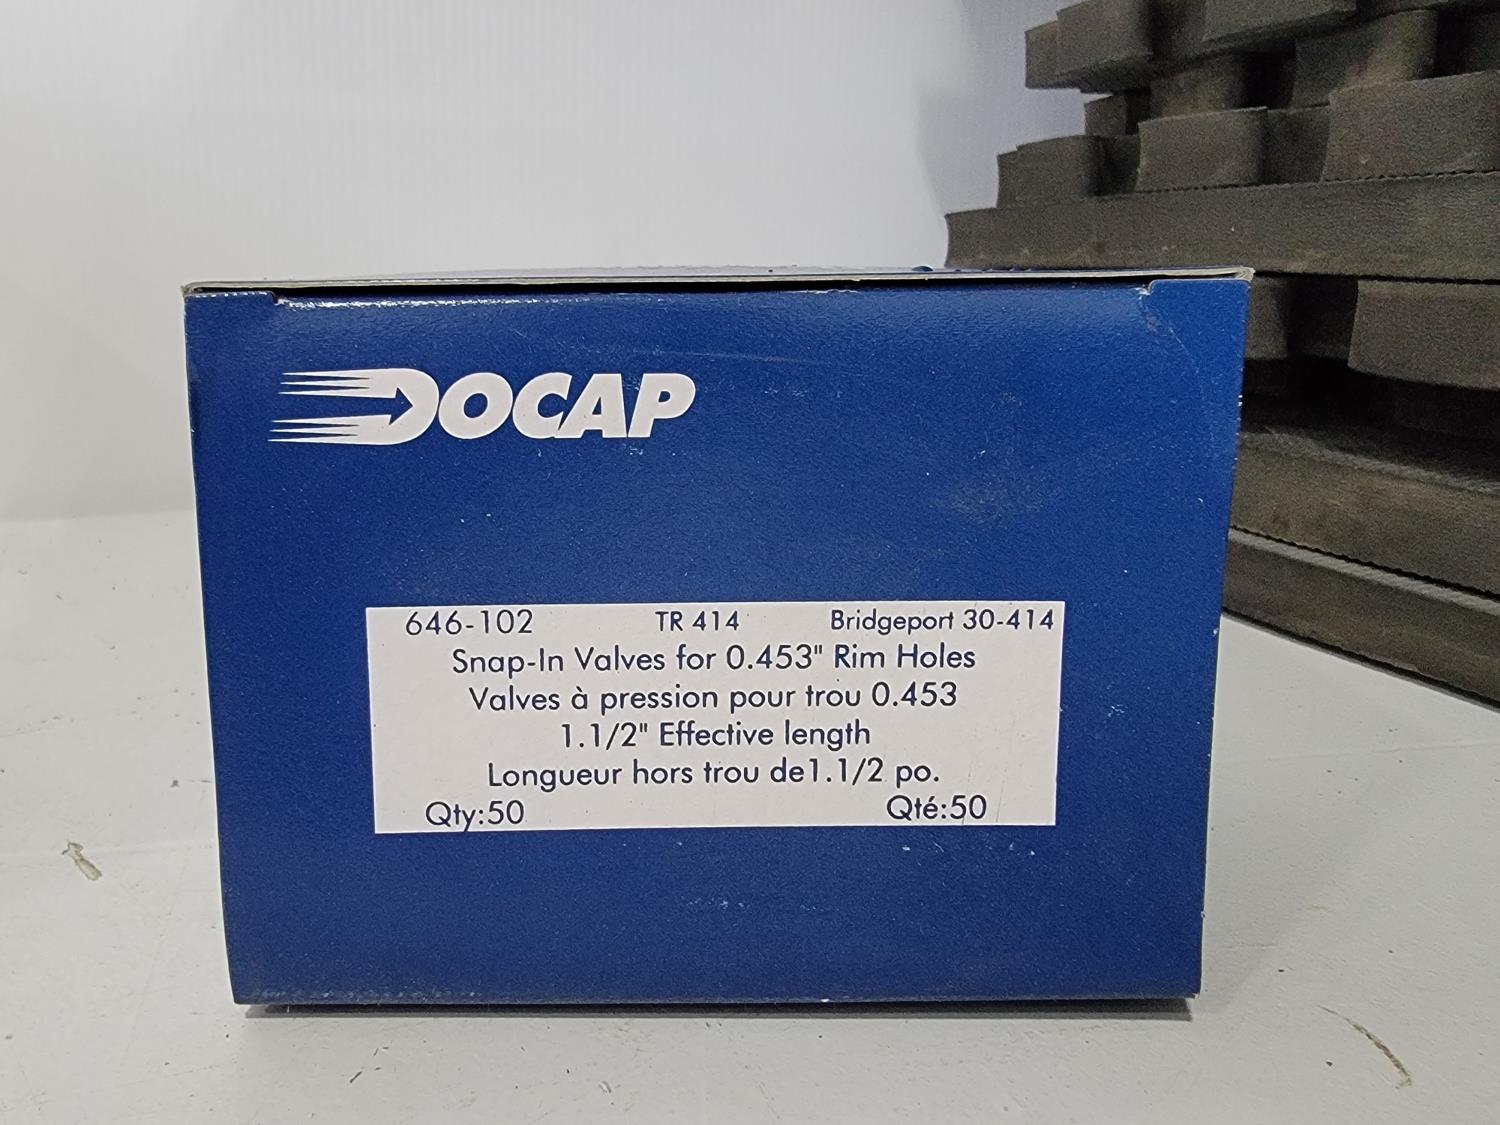 DOCAP
646-102 TR 414 Bridgeport 30-414
Snap-In Valves for 0.453" Rim Holes
Valves à pression pour trou 0.453
1.1/2" Effective length
Longueur hors trou de1.1/2 po.
Qty:50 Qté:50